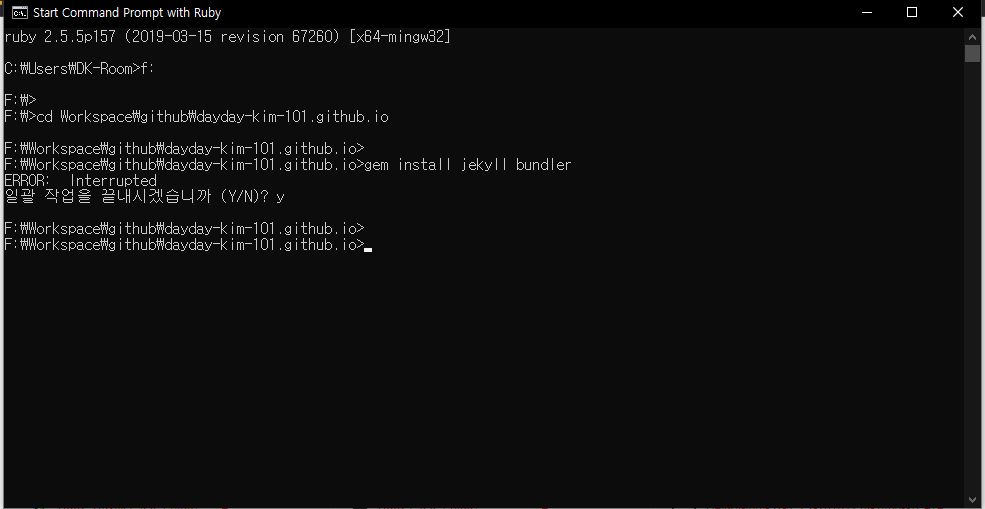 Start Command Prompt with Ruby
ruby 2.5.5p157 (2019-03-15 revision 67260) [x64-mingw32]
C:₩Users₩DK-Room>f:
F:₩>
F:₩>cd Workspace₩github₩dayday-kim-101.github.io
F:₩Workspace₩github₩dayday-kim-101.github.io>
F:₩Workspace₩github₩dayday-kim-101.github.io>gem install jekyll bundler
ERROR:  Interrupted
일괄 작업을 끝내시겠습니까 (Y/N)? y
F:₩Workspace₩github₩dayday-kim-101.github.io>
F:₩Workspace₩github₩dayday-kim-101.github.io>